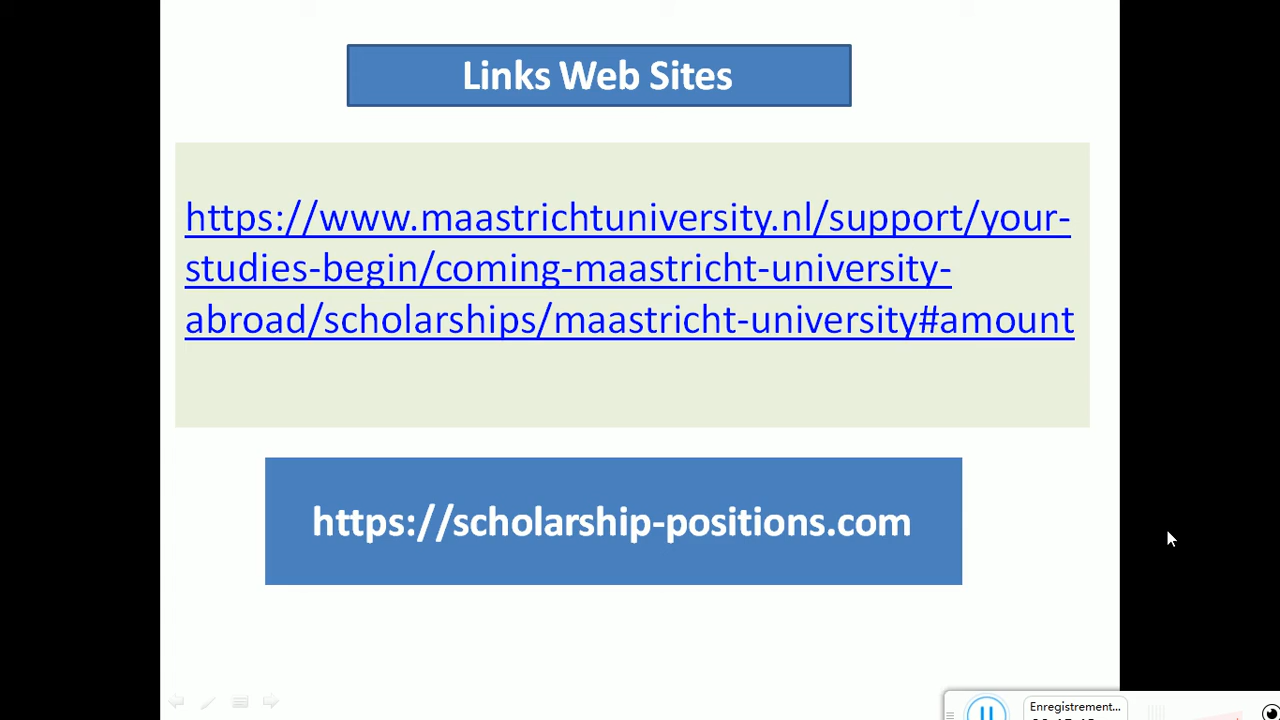 Links Web Sites
https://www.maastrichtuniversity.nl/support/your-
studies-begin/coming-maastricht-university-
abroad/scholarships/maastricht-university#amount
https://scholarship-positions.com
Enregistrement...